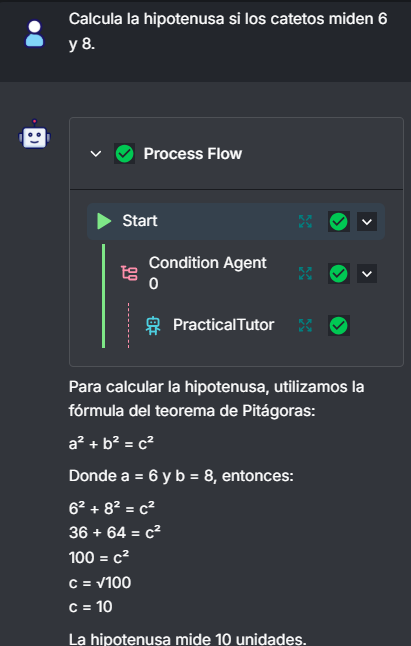 Calcula la hipotenusa si los catetos miden 6
y 8.
Process Flow
Start
Condition Agent
0
PracticalTutor
Para calcular la hipotenusa, utilizamos la
fórmula del teorema de Pitágoras:
a² + b² = c²
Donde a = 6 y b = 8, entonces:
6² + 8² = c²
36 + 64 = c²
100 = c²
c = √100
c = 10
La hipotenusa mide 10 unidades.